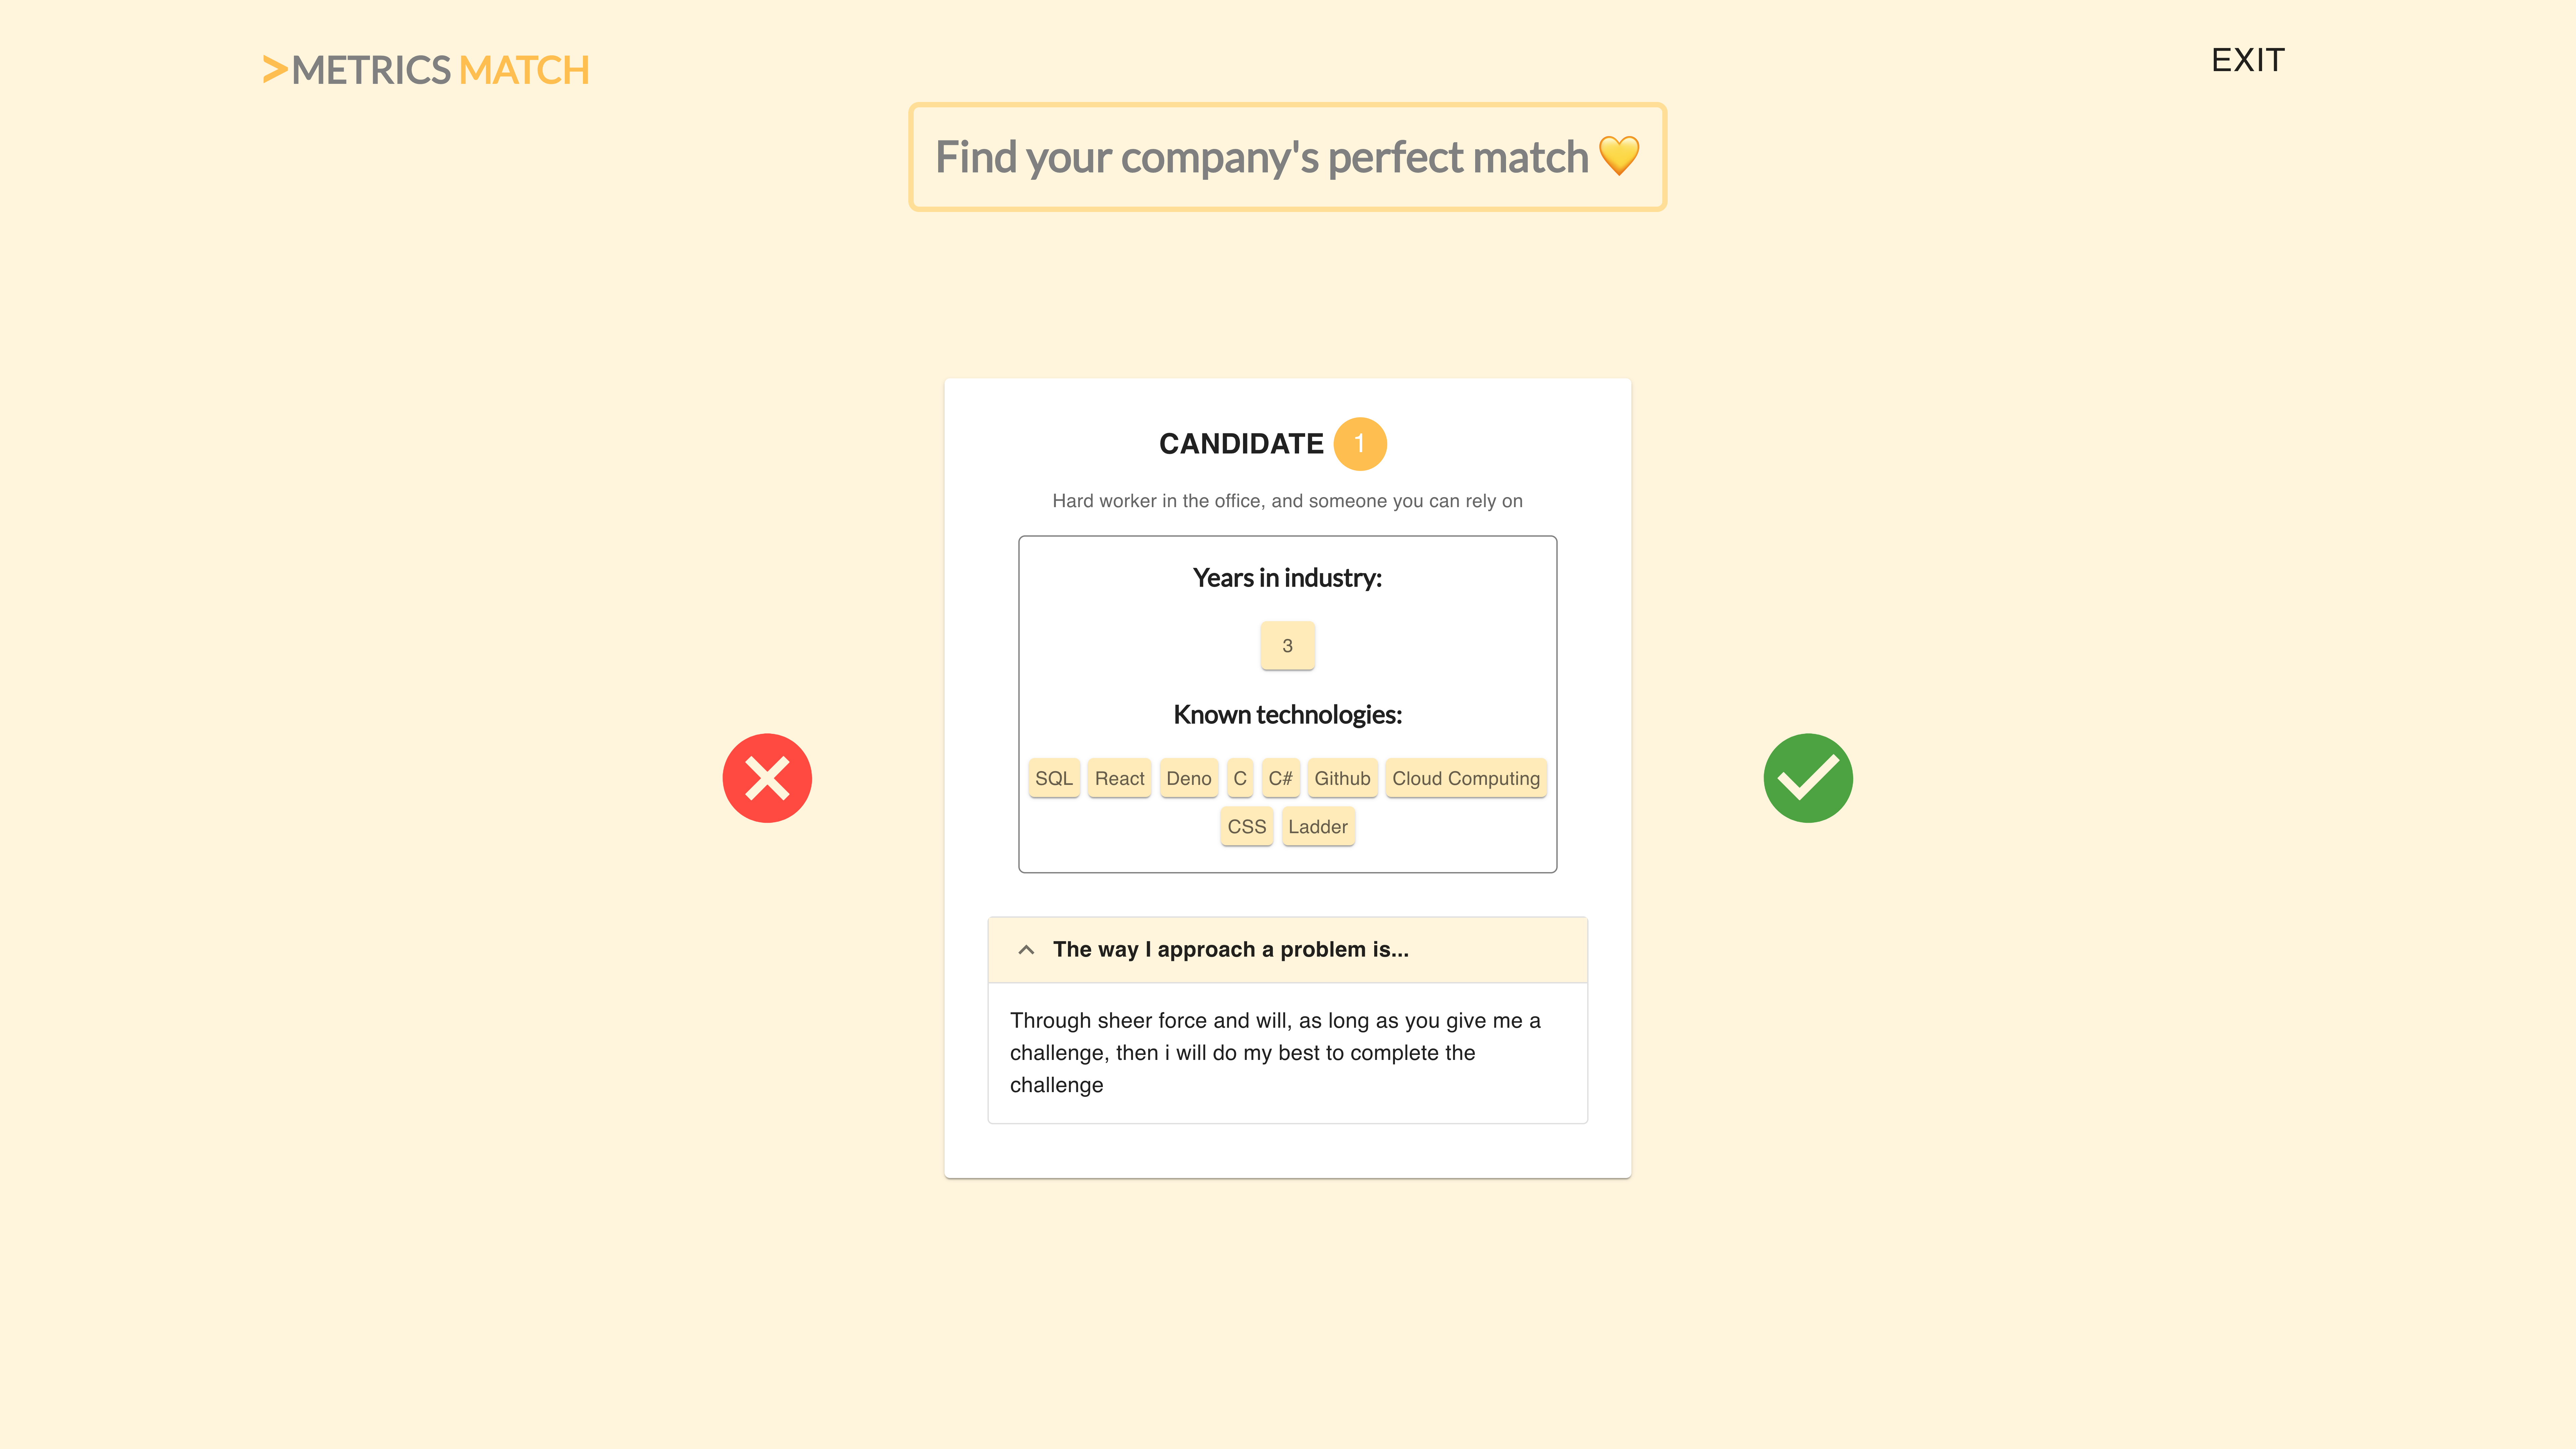 >METRICS MATCH
EXIT
Find your company's perfect match 💛
CANDIDATE 1
Hard worker in the office, and someone you can rely on
Years in industry:
3
Known technologies:
SQL React Deno C C# Github Cloud Computing
CSS Ladder
The way I approach a problem is...
Through sheer force and will, as long as you give me a
challenge, then i will do my best to complete the
challenge